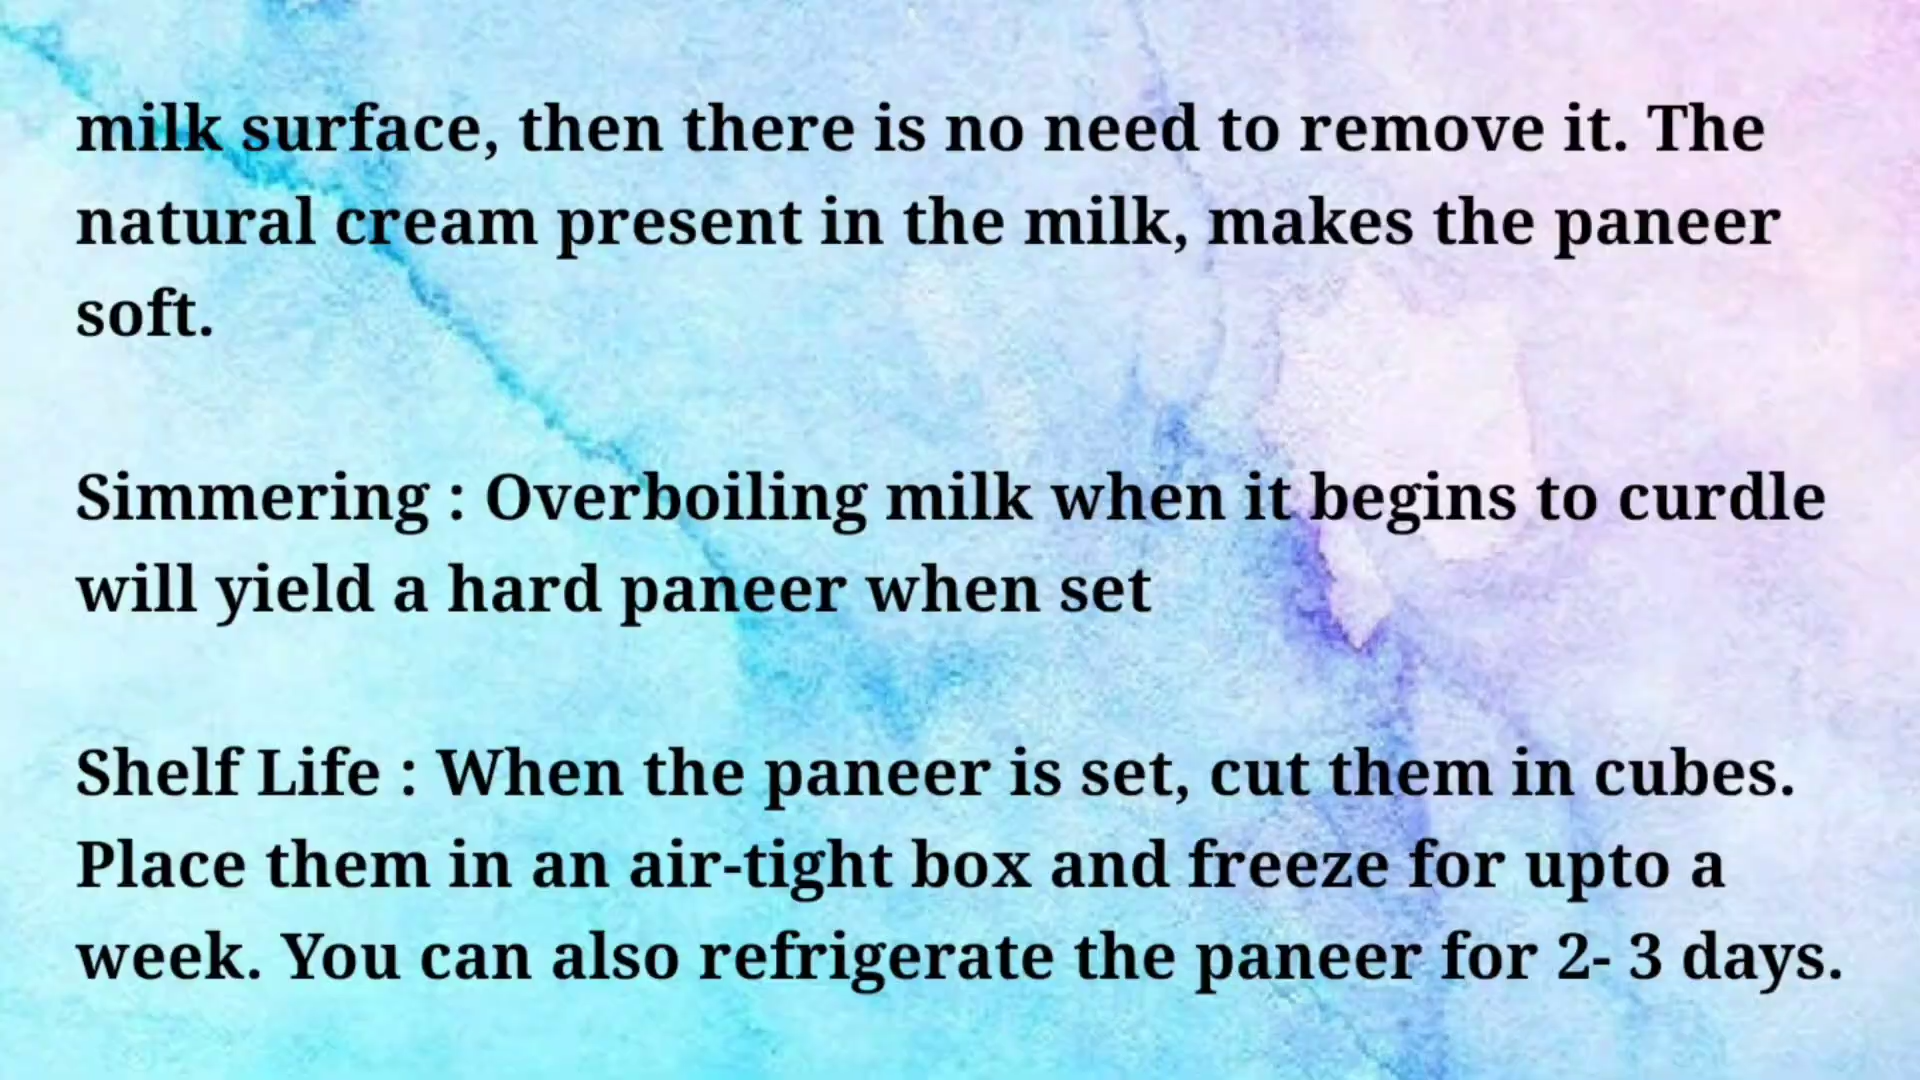 milk surface, then there is no need to remove it. The
natural cream present in the milk, makes the paneer
soft.
Simmering : Overboiling milk when it begins to curdle
will yield a hard paneer when set
Shelf Life : When the paneer is set, cut them in cubes.
Place them in an air-tight box and freeze for upto a
week. You can also refrigerate the paneer for 2- 3 days.